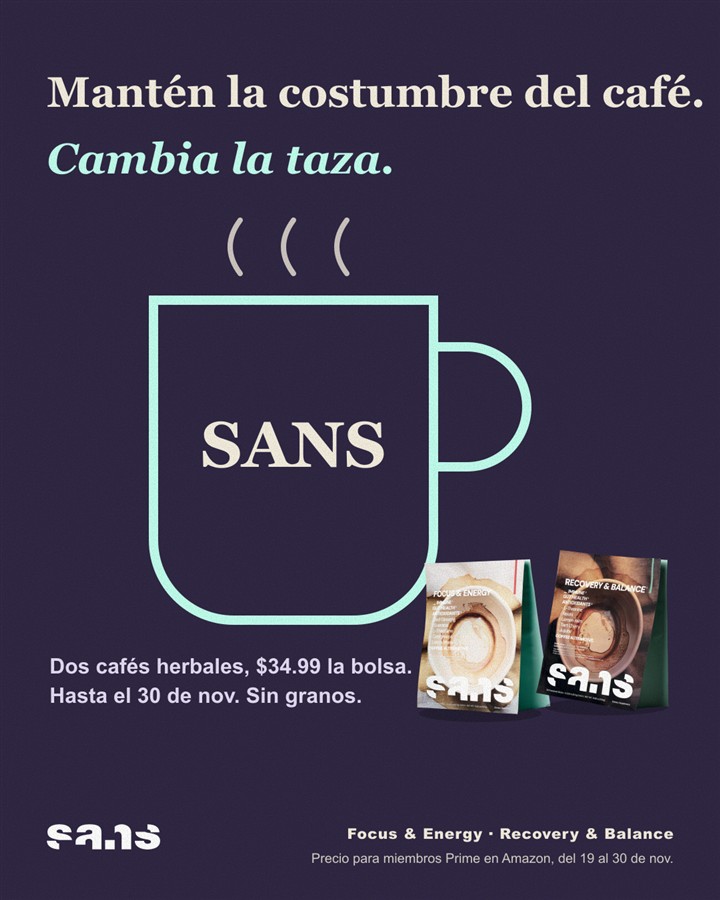 Mantén la costumbre del café.
Cambia la taza.
SANS
FOCUS & ENERGY
RECOVERY & BALANCE
sans
sans
Dos cafés herbales, $34.99 la bolsa.
Hasta el 30 de nov. Sin granos.
sans
Focus & Energy · Recovery & Balance
Precio para miembros Prime en Amazon, del 19 al 30 de nov.